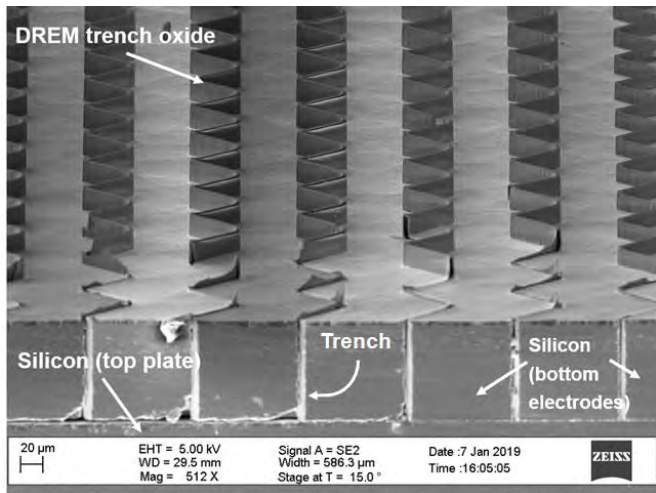 DREM trench oxide
Silicon (top plate)
Trench
Silicon
(bottom
electrodes)
20 µm
EHT = 5.00 kV
WD = 29.5 mm
Mag = 512 X
Signal A = SE2
Width = 586.3 µm
Stage at T = 15.0 °
Date :7 Jan 2019
Time :16:05:05
ZEISS